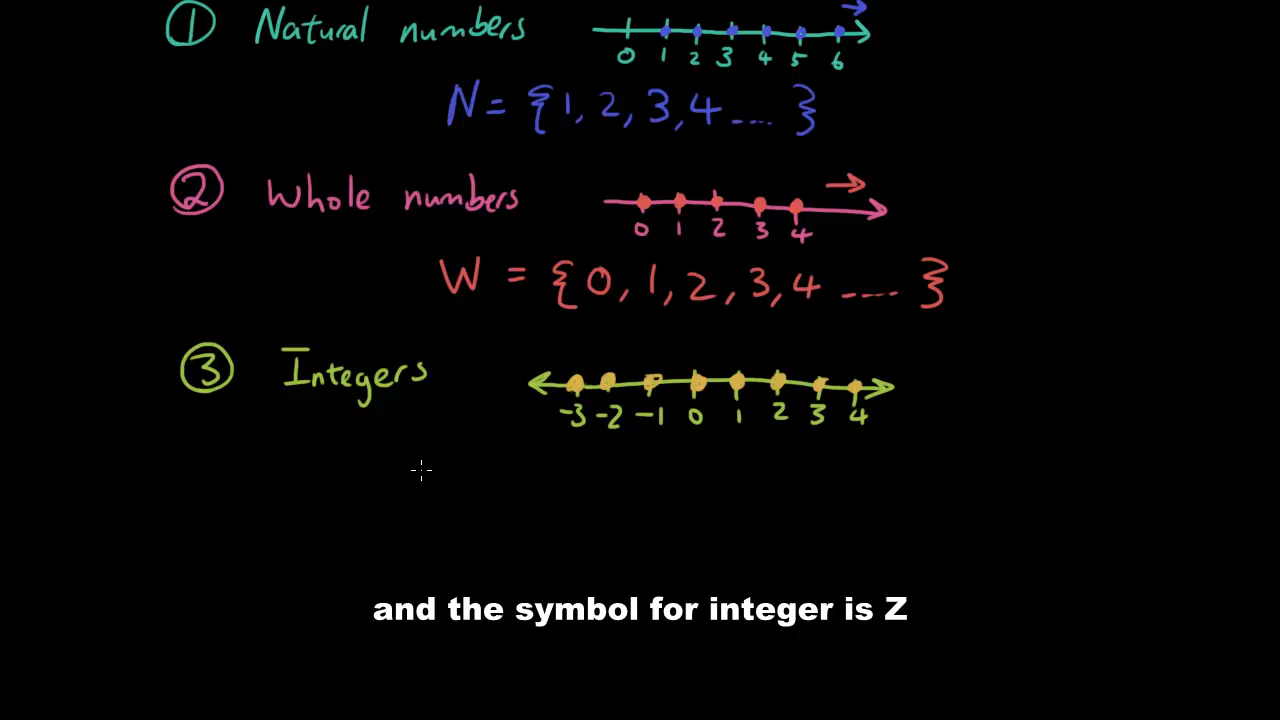 ① Natural numbers
0 1 2 3 4 5 6
N = {1, 2, 3, 4 .... }
② Whole numbers
0 1 2 3 4
W = {0, 1, 2, 3, 4 ..... }
③ Integers
-3 -2 -1 0 1 2 3 4
and the symbol for integer is Z